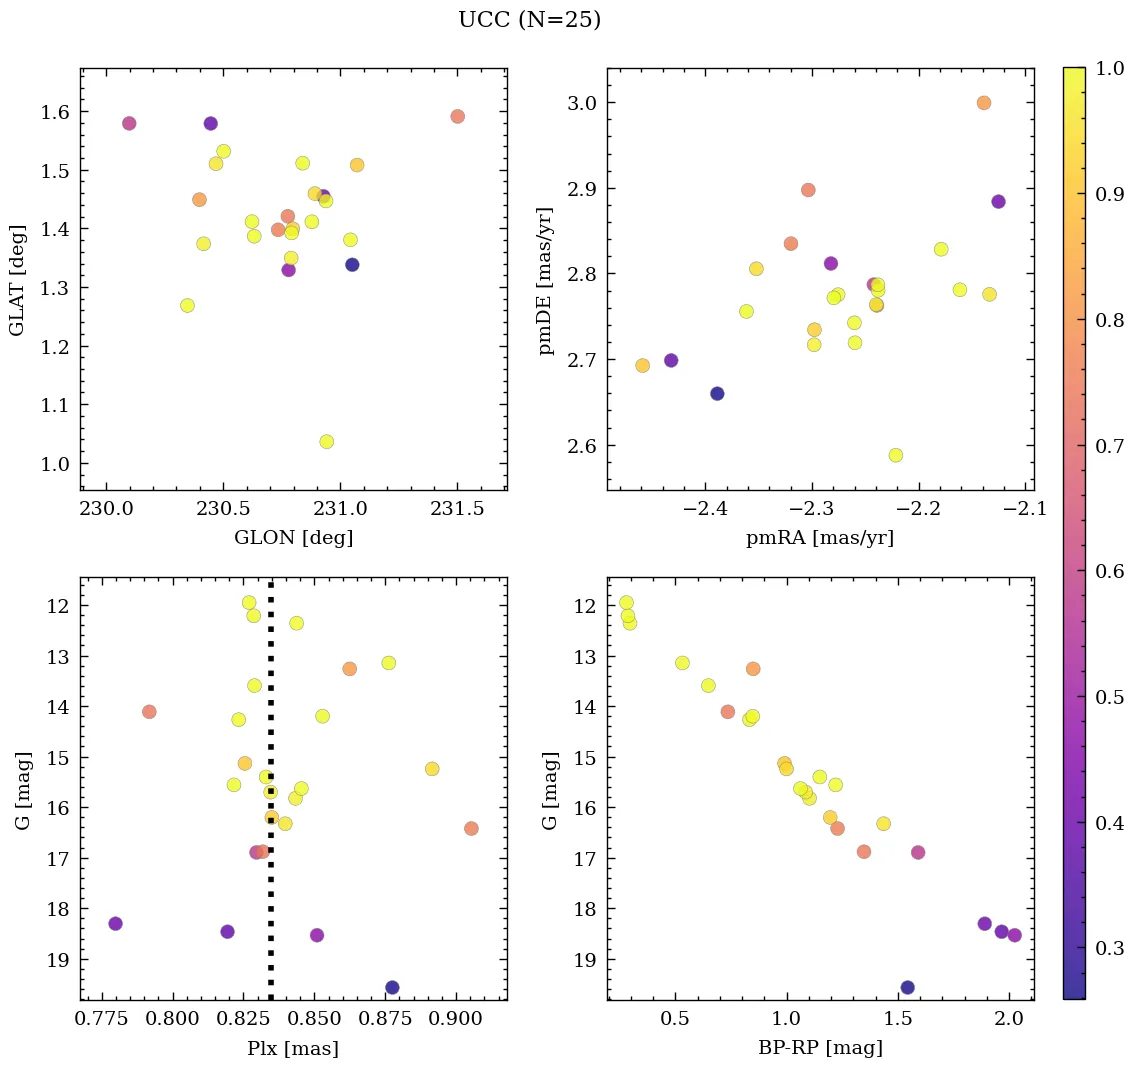 UCC (N=25)
1.6
1.5
1.4
1.3
1.2
1.1
1.0
GLAT [deg]
230.0 230.5 231.0 231.5
GLON [deg]
3.0
2.9
2.8
2.7
2.6
pmDE [mas/yr]
−2.4 −2.3 −2.2 −2.1
pmRA [mas/yr]
12
13
14
15
16
17
18
19
G [mag]
0.775 0.800 0.825 0.850 0.875 0.900
Plx [mas]
12
13
14
15
16
17
18
19
G [mag]
0.5 1.0 1.5 2.0
BP-RP [mag]
1.0
0.9
0.8
0.7
0.6
0.5
0.4
0.3